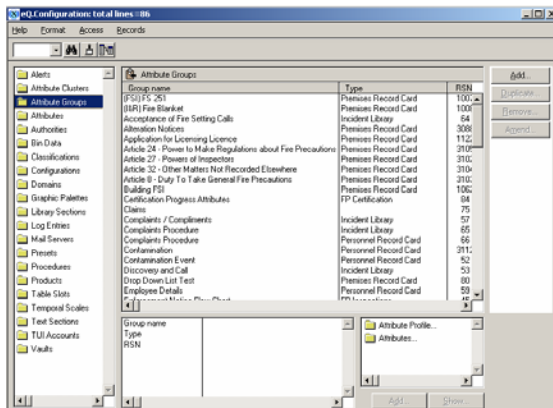 eQ.Configuration: total lines=86
Help Format Access Records
Alerts
Attribute Clusters
Attribute Groups
Attributes
Authorities
Bin Data
Classifications
Configurations
Domains
Graphic Palettes
Library Sections
Log Entries
Mail Servers
Presets
Procedures
Products
Table Slots
Temporal Scales
Text Sections
TUI Accounts
Vaults
Attribute Groups
Group name Type RSN
(FSI) FS 251 Premises Record Card
(I&R) Fire Blanket Premises Record Card
Acceptance of Fire Setting Calls Incident Library 64
Alteration Notices Premises Record Card 308
Application for Licensing Licence Premises Record Card 112
Article 24 - Power to Make Regulations about Fire Precautions Premises Record Card 310
Article 27 - Powers of Inspectors Premises Record Card 310
Article 32 - Other Matters Not Recorded Elsewhere Premises Record Card 310
Article 8 - Duty To Take General Fire Precautions Premises Record Card 310
Building FSI Premises Record Card 106
Certification Progress Attributes FP Certification 84
Claims 75
Complaints / Compliments Incident Library 57
Complaints Procedure Incident Library 65
Complaints Procedure Personnel Record Card 66
Contamination Premises Record Card 311
Contamination Event Personnel Record Card 52
Discovery and Call Incident Library 53
Drop Down List Test Premises Record Card 80
Employee Details Personnel Record Card 59
Group name
Type
RSN
Attribute Profile...
Attributes...
Add... Show...
Add...
Duplicate...
Remove...
Amend...